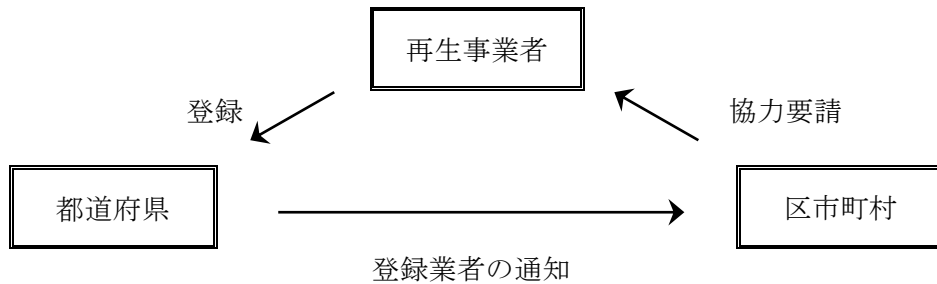 再生事業者
登録
協力要請
都道府県
区市町村
登録業者の通知